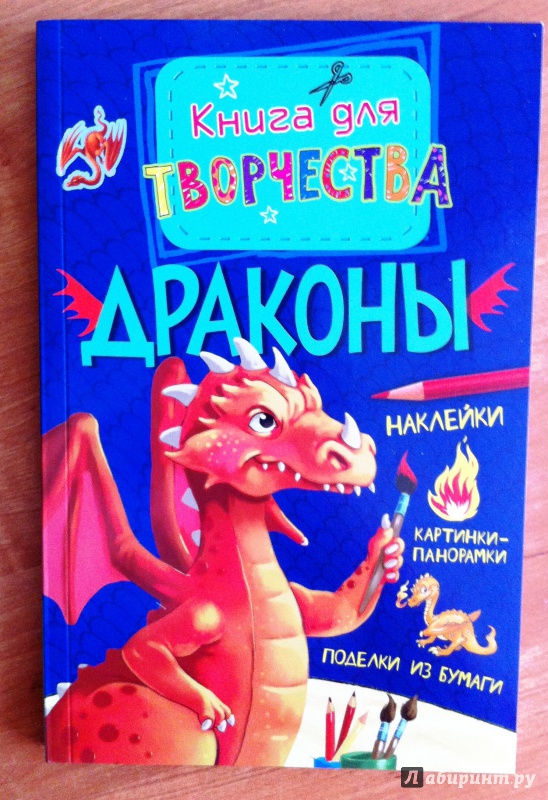 Книга для
ТВОРЧЕСТВА
ДРАКОНЫ
НАКЛЕЙКИ
КАРТИНКИ-
ПАНОРАМКИ
ПОДЕЛКИ ИЗ БУМАГИ
Лабиринт.ру